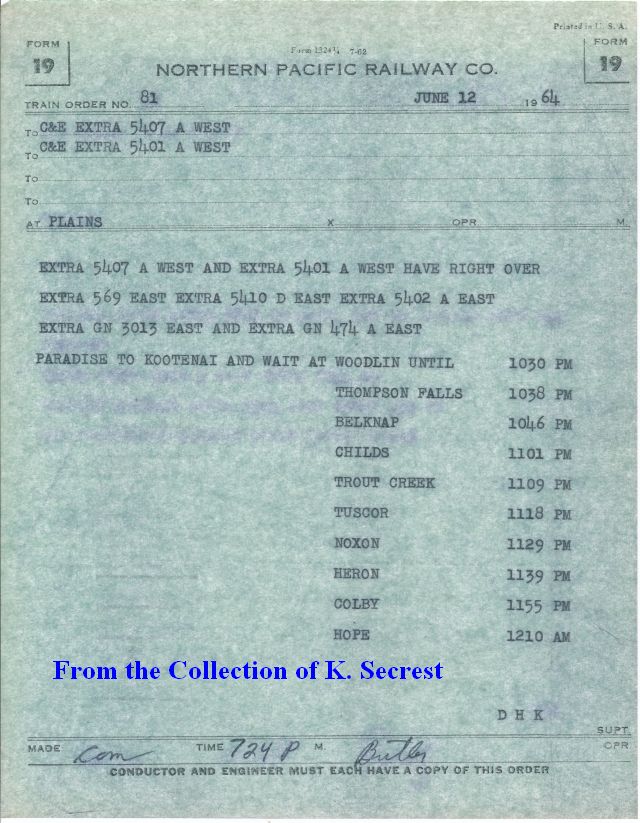 Printed in U. S. A.
FORM 19
Form 13243¼ 7-62
FORM 19
NORTHERN PACIFIC RAILWAY CO.
TRAIN ORDER NO. 81 JUNE 12 1964
To C&E EXTRA 5407 A WEST
To C&E EXTRA 5401 A WEST
To
To
AT PLAINS X OPR. M.
EXTRA 5407 A WEST AND EXTRA 5401 A WEST HAVE RIGHT OVER
EXTRA 569 EAST EXTRA 5410 D EAST EXTRA 5402 A EAST
EXTRA GN 3013 EAST AND EXTRA GN 474 A EAST
PARADISE TO KOOTENAI AND WAIT AT WOODLIN UNTIL 1030 PM
THOMPSON FALLS 1038 PM
BELKNAP 1046 PM
CHILDS 1101 PM
TROUT CREEK 1109 PM
TUSCOR 1118 PM
NOXON 1129 PM
HERON 1139 PM
COLBY 1155 PM
HOPE 1210 AM
From the Collection of K. Secrest
D H K
SUPT.
MADE Com TIME 724 P M. Butler OPR.
CONDUCTOR AND ENGINEER MUST EACH HAVE A COPY OF THIS ORDER